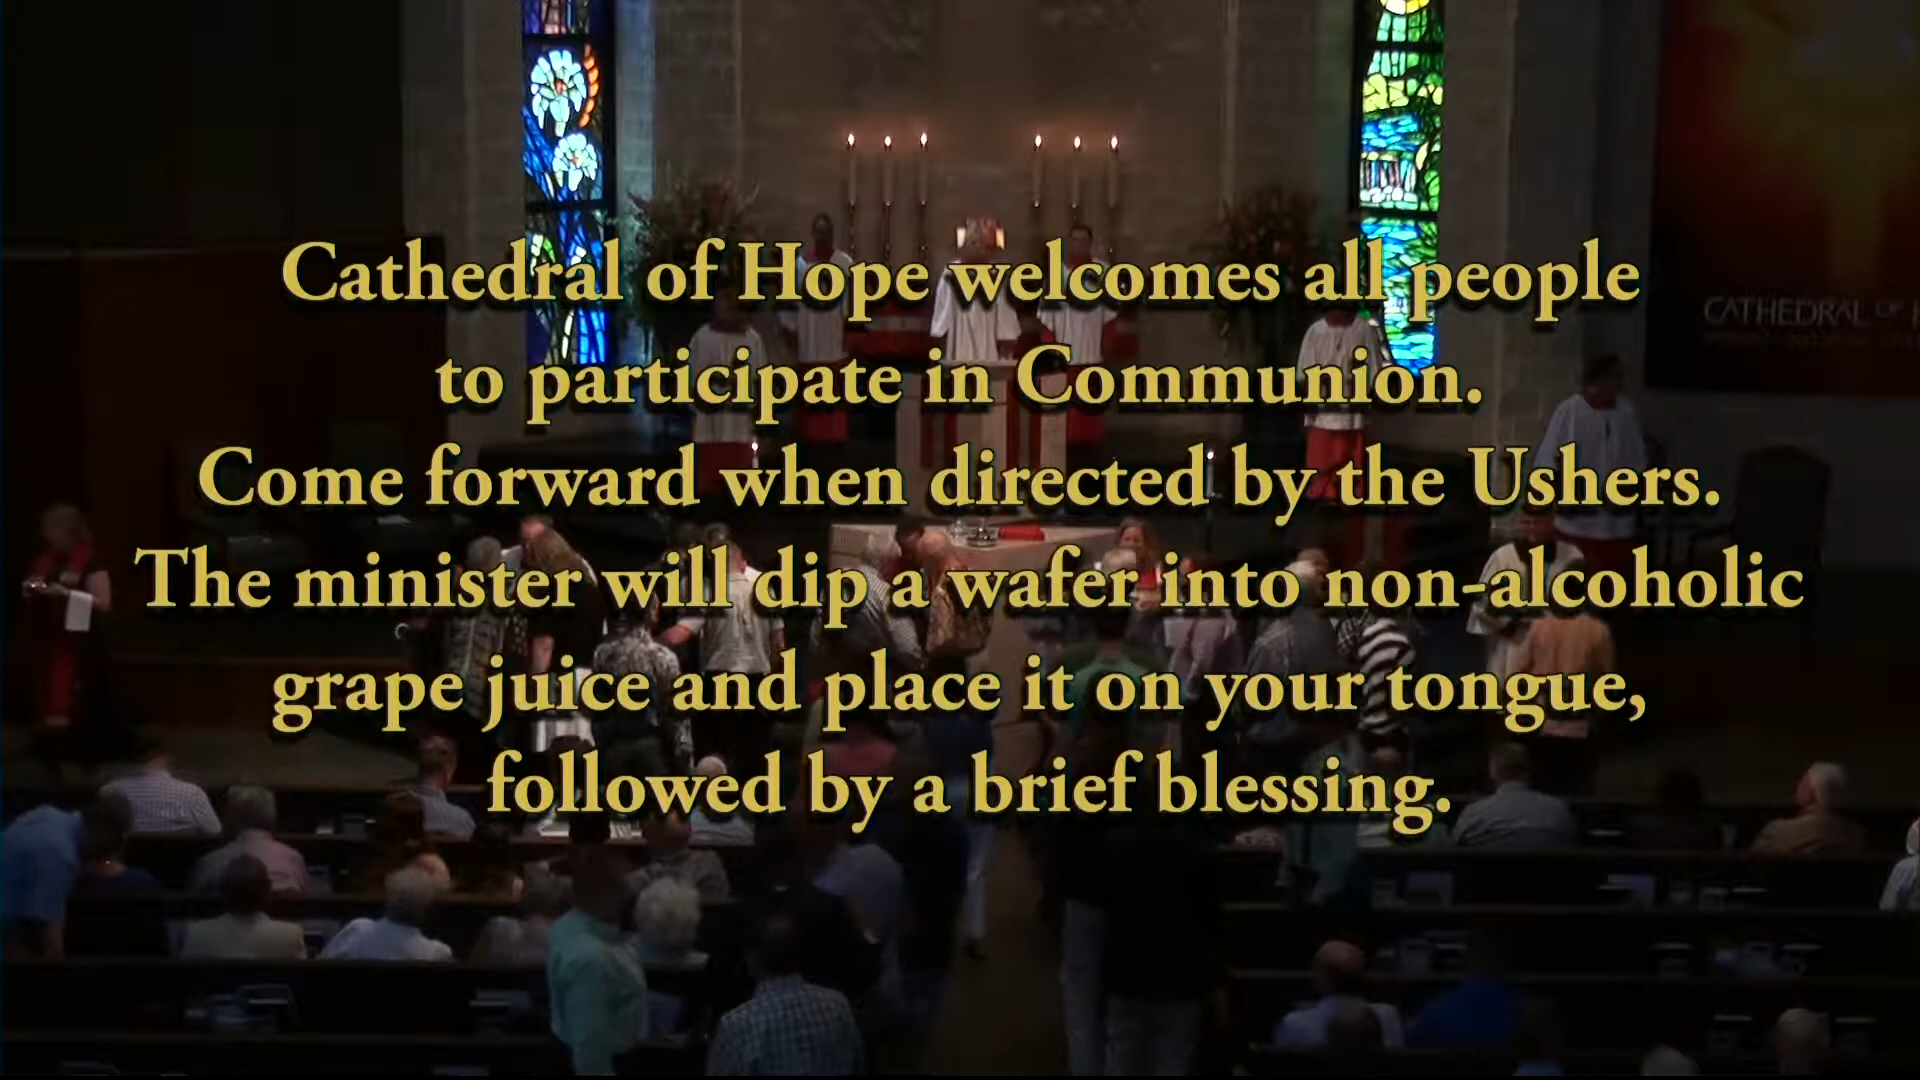 Cathedral of Hope welcomes all people
to participate in Communion.
Come forward when directed by the Ushers.
The minister will dip a wafer into non-alcoholic
grape juice and place it on your tongue,
followed by a brief blessing.
CATHEDRAL OF